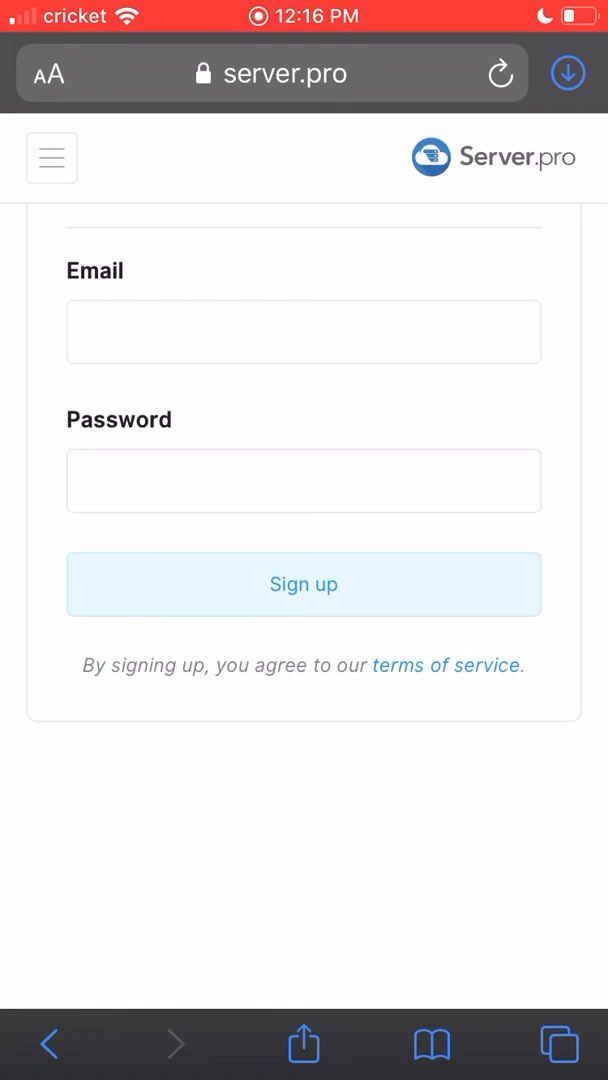 cricket 12:16 PM
AA server.pro
Server.pro
Email
Password
Sign up
By signing up, you agree to our terms of service.